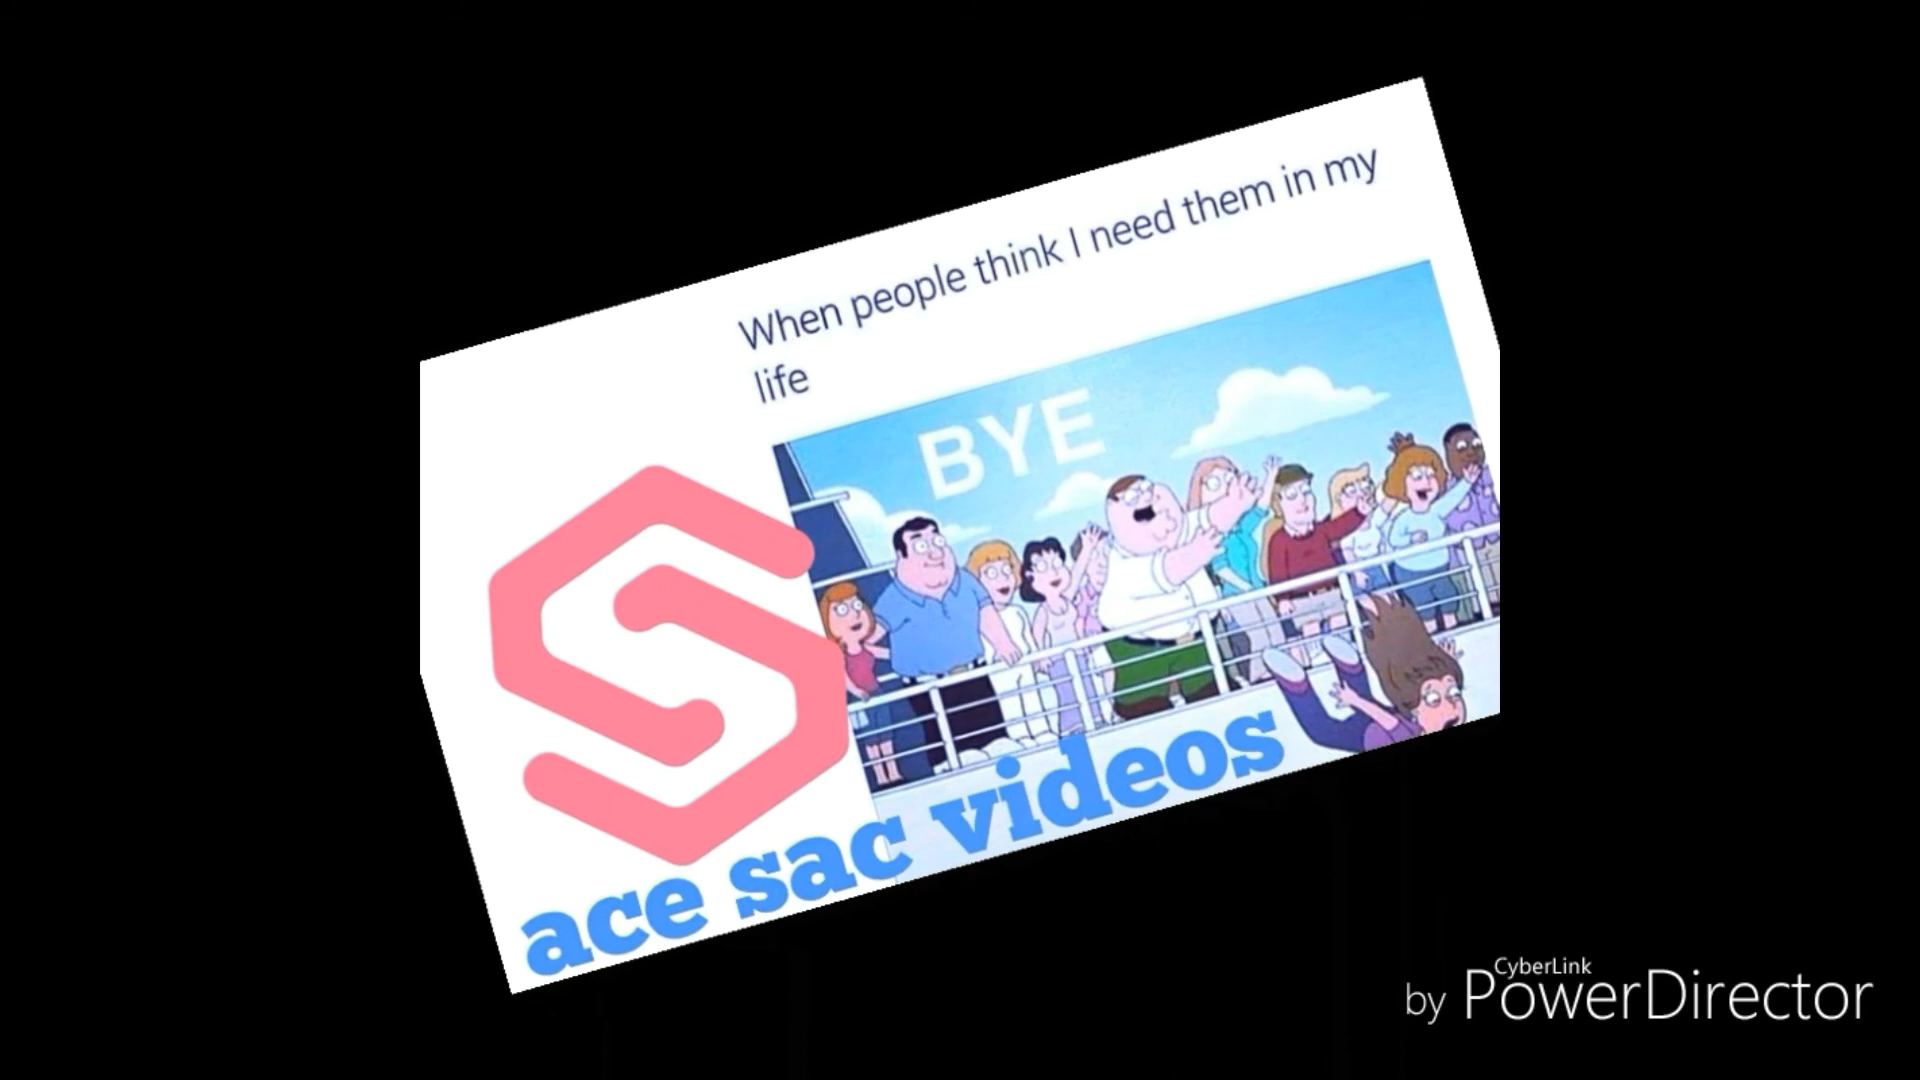 When people think I need them in my
life
BYE
ace sac videos
CyberLink
by PowerDirector